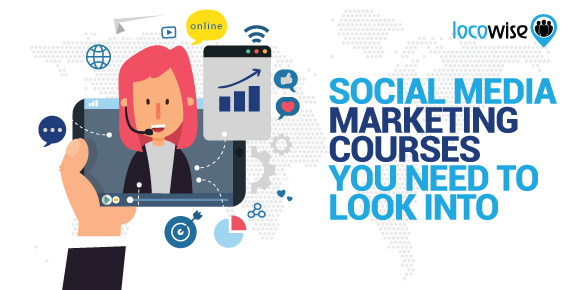 online
locowise
SOCIAL MEDIA
MARKETING
COURSES
YOU NEED TO
LOOK INTO